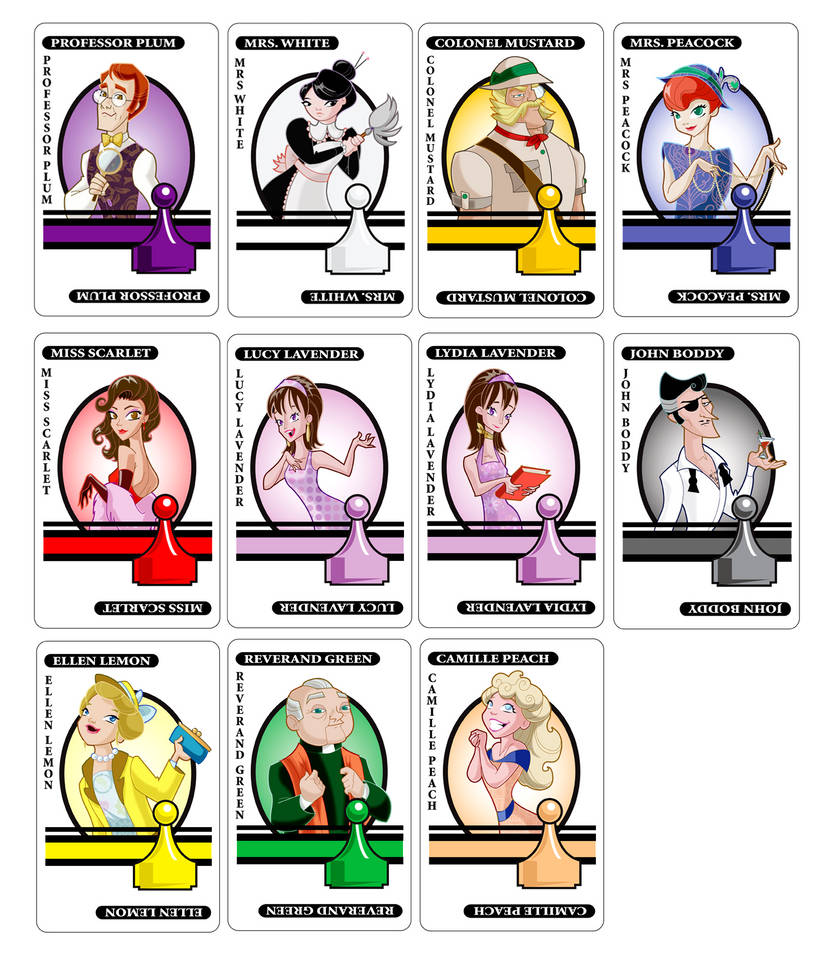 PROFESSOR PLUM
PROFESSOR PLUM
PROFESSOR PLUM
MRS. WHITE
MRS WHITE
MRS. WHITE
COLONEL MUSTARD
COLONEL MUSTARD
COLONEL MUSTARD
MRS. PEACOCK
MRS PEACOCK
MRS. PEACOCK
MISS SCARLET
MISS SCARLET
MISS SCARLET
LUCY LAVENDER
LUCY LAVENDER
LUCY LAVENDER
LYDIA LAVENDER
LYDIA LAVENDER
LYDIA LAVENDER
JOHN BODDY
JOHN BODDY
JOHN BODDY
ELLEN LEMON
ELLEN LEMON
ELLEN LEMON
REVERAND GREEN
REVERAND GREEN
REVERAND GREEN
CAMILLE PEACH
CAMILLE PEACH
CAMILLE PEACH